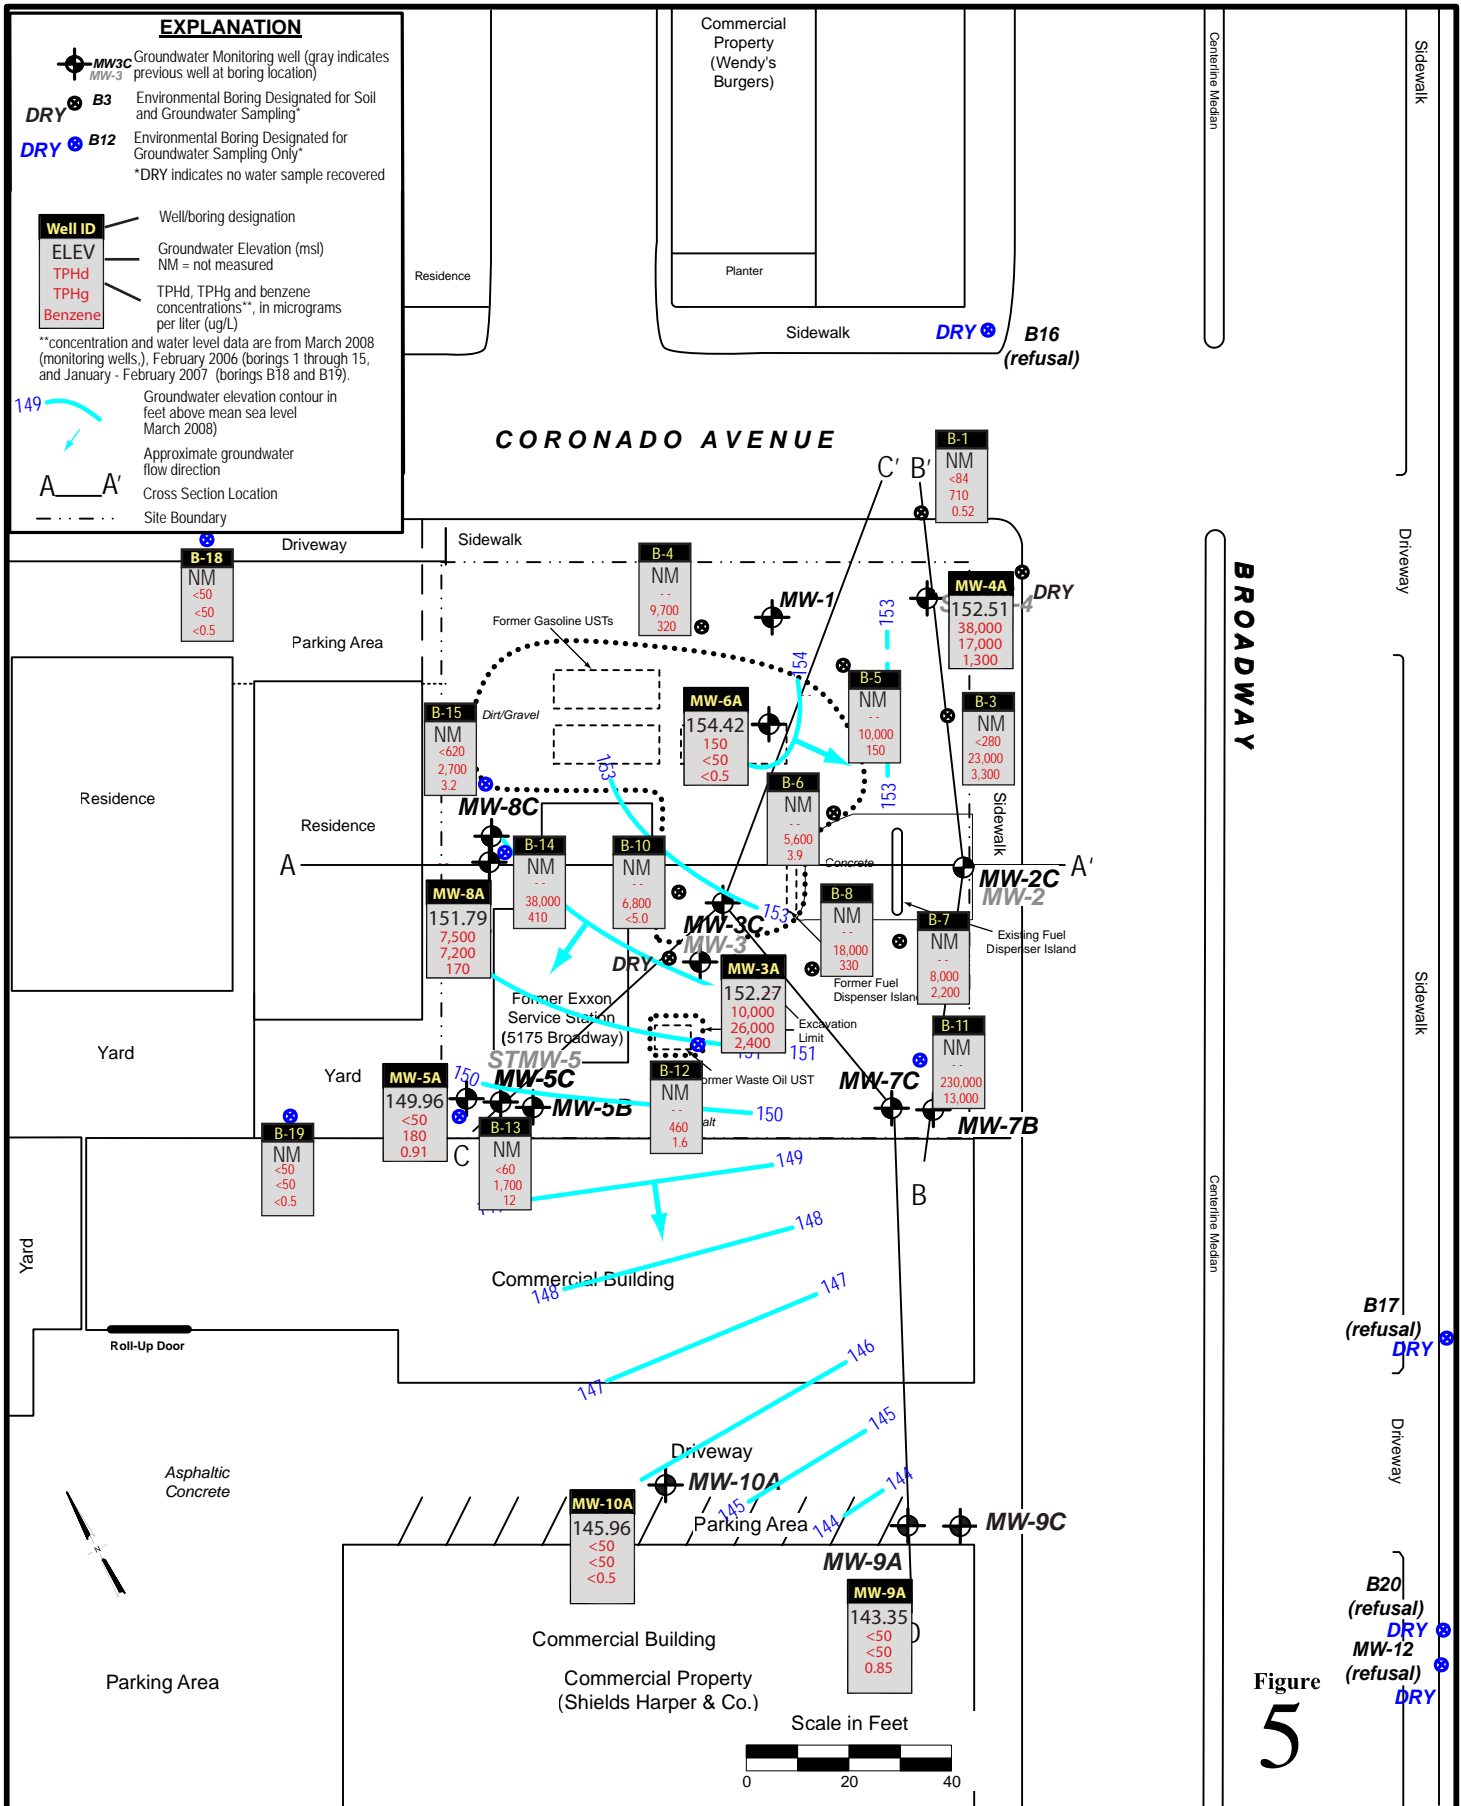 EXPLANATION
MW3C
MW-3
Groundwater Monitoring well (gray indicates
previous well at boring location)
DRY
B3
Environmental Boring Designated for Soil
and Groundwater Sampling*
DRY
B12
Environmental Boring Designated for
Groundwater Sampling Only*
*DRY indicates no water sample recovered
Well ID
ELEV
TPHd
TPHg
Benzene
Well/boring designation
Groundwater Elevation (msl)
NM = not measured
TPHd, TPHg and benzene
concentrations**, in micrograms
per liter (ug/L)
**concentration and water level data are from March 2008
(monitoring wells,), February 2006 (borings 1 through 15,
and January - February 2007 (borings B18 and B19).
149
Groundwater elevation contour in
feet above mean sea level
March 2008)
Approximate groundwater
flow direction
A A'
Cross Section Location
Site Boundary
Commercial
Property
(Wendy's
Burgers)
Centerline Median
Sidewalk
Residence
Planter
Sidewalk
DRY
B16
(refusal)
CORONADO AVENUE
C' B'
B-1
NM
<84
710
0.52
Driveway
Sidewalk
Driveway
B-18
NM
<50
<50
<0.5
B-4
NM
--
9,700
320
MW-1
MW-4A
152.51
38,000
17,000
1,300
DRY
153
BROADWAY
Former Gasoline USTs
Parking Area
154
B-5
NM
--
10,000
150
MW-6A
154.42
150
<50
<0.5
B-3
NM
<280
23,000
3,300
B-15
NM
<620
2,700
3.2
Dirt/Gravel
153
153
B-6
NM
--
5,600
3.9
Residence
Residence
MW-8C
Sidewalk
B-14
NM
--
38,000
410
B-10
NM
--
6,800
<5.0
Concrete
A
A'
MW-2C
MW-2
MW-8A
151.79
7,500
7,200
170
B-8
NM
--
18,000
330
153
MW-3C
MW-3
B-7
NM
--
8,000
2,200
Existing Fuel
Dispenser Island
DRY
MW-3A
152.27
10,000
26,000
2,400
Former Fuel
Dispenser Island
Sidewalk
Former Exxon
Service Station
(5175 Broadway)
Excavation
Limit
151
B-11
NM
--
230,000
13,000
Yard
Yard
STMW-5
MW-5C
MW-5B
150
MW-5A
149.96
<50
180
0.91
B-12
NM
--
460
1.6
ormer Waste Oil UST
alt
150
MW-7C
MW-7B
B-19
NM
<50
<50
<0.5
C
B-13
NM
<60
1,700
12
149
B
Centerline Median
Yard
148
148
Commercial Building
147
147
Roll-Up Door
B17
(refusal)
DRY
146
145
Driveway
Driveway
Asphaltic
Concrete
N
MW-10A
145
144
144
Parking Area
MW-10A
145.96
<50
<50
<0.5
MW-9C
MW-9A
MW-9A
143.35
<50
<50
0.85
B20
(refusal)
DRY
MW-12
(refusal)
DRY
Commercial Building
Commercial Property
(Shields Harper & Co.)
Parking Area
Scale in Feet
0 20 40
Figure
5